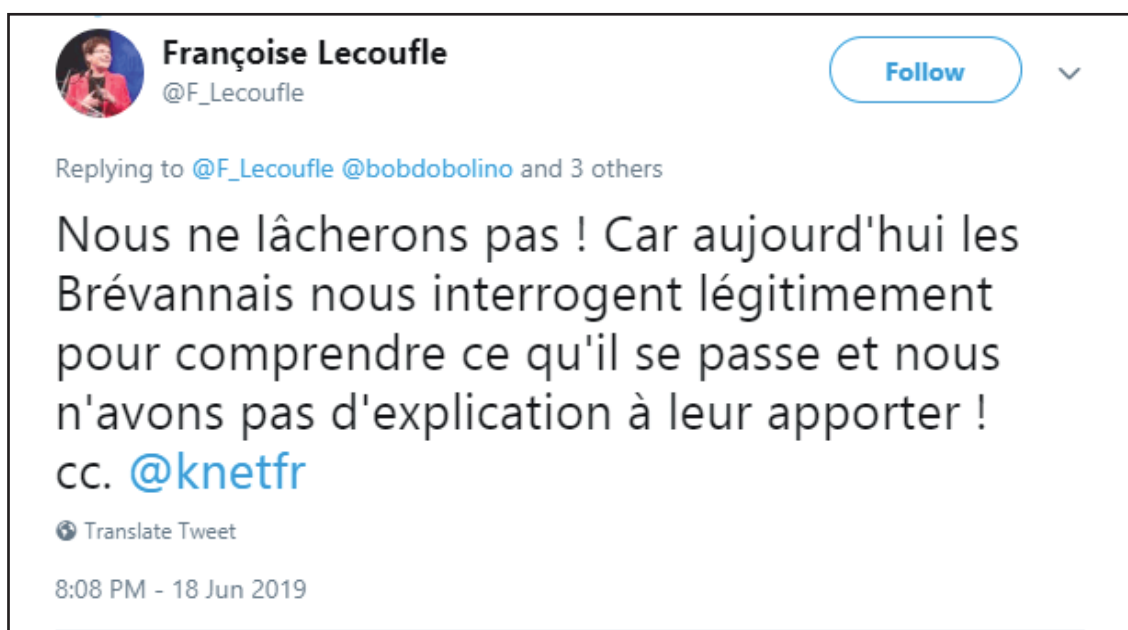 Françoise Lecoufle
@F_Lecoufle
Follow
Replying to @F_Lecoufle @bobdobolino and 3 others
Nous ne lâcherons pas ! Car aujourd'hui les
Brévannais nous interrogent légitimement
pour comprendre ce qu'il se passe et nous
n'avons pas d'explication à leur apporter !
cc. @knetfr
Translate Tweet
8:08 PM - 18 Jun 2019